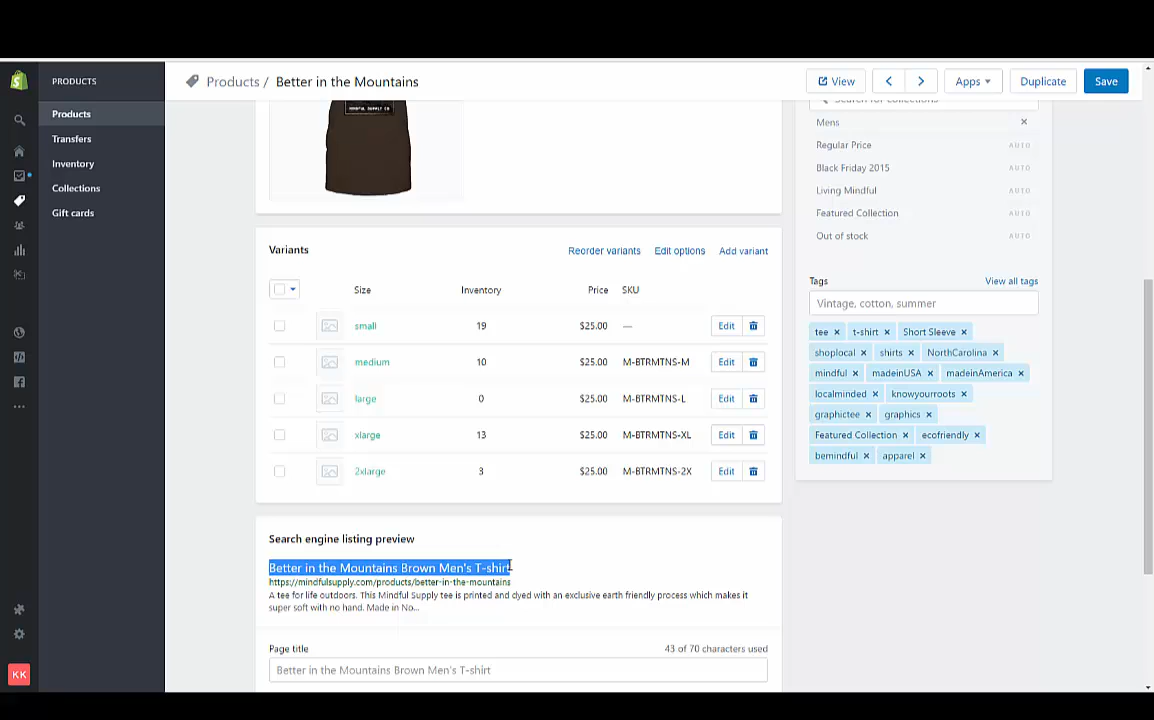 PRODUCTS
Products
Transfers
Inventory
Collections
Gift cards
KK
Products / Better in the Mountains
View
Apps
Duplicate
Save
MINDFUL SUPPLY CO
Variants
Reorder variants
Edit options
Add variant
Size Inventory Price SKU
small 19 $25.00 — Edit
medium 10 $25.00 M-BTRMTNS-M Edit
large 0 $25.00 M-BTRMTNS-L Edit
xlarge 13 $25.00 M-BTRMTNS-XL Edit
2xlarge 3 $25.00 M-BTRMTNS-2X Edit
Search engine listing preview
Better in the Mountains Brown Men's T-shirt
https://mindfulsupply.com/products/better-in-the-mountains
A tee for life outdoors. This Mindful Supply tee is printed and dyed with an exclusive earth friendly process which makes it
super soft with no hand. Made in No...
Page title 43 of 70 characters used
Better in the Mountains Brown Men's T-shirt
Search for collections
Mens ×
Regular Price AUTO
Black Friday 2015 AUTO
Living Mindful AUTO
Featured Collection AUTO
Out of stock AUTO
Tags View all tags
Vintage, cotton, summer
tee × t-shirt × Short Sleeve ×
shoplocal × shirts × NorthCarolina ×
mindful × madeinUSA × madeinAmerica ×
localminded × knowyourroots ×
graphictee × graphics ×
Featured Collection × ecofriendly ×
bemindful × apparel ×